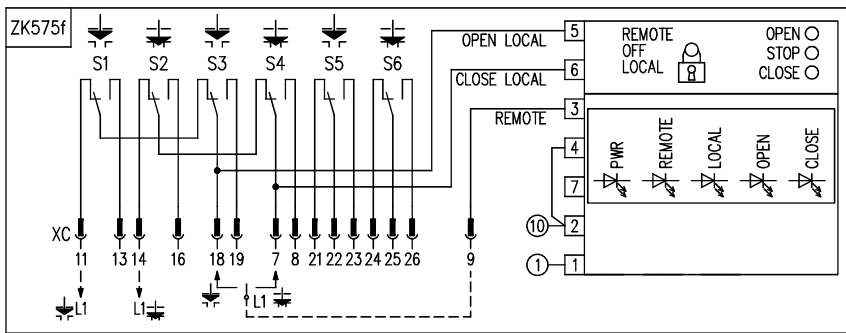 ZK575f
S1 S2 S3 S4 S5 S6
OPEN LOCAL
CLOSE LOCAL
REMOTE
5
6
3
4
7
2
1
10
1
REMOTE
OFF
LOCAL
OPEN
STOP
CLOSE
PWR
REMOTE
LOCAL
OPEN
CLOSE
XC
11 13 14 16 18 19 7 8 21 22 23 24 25 26 9
L1 L1 L1